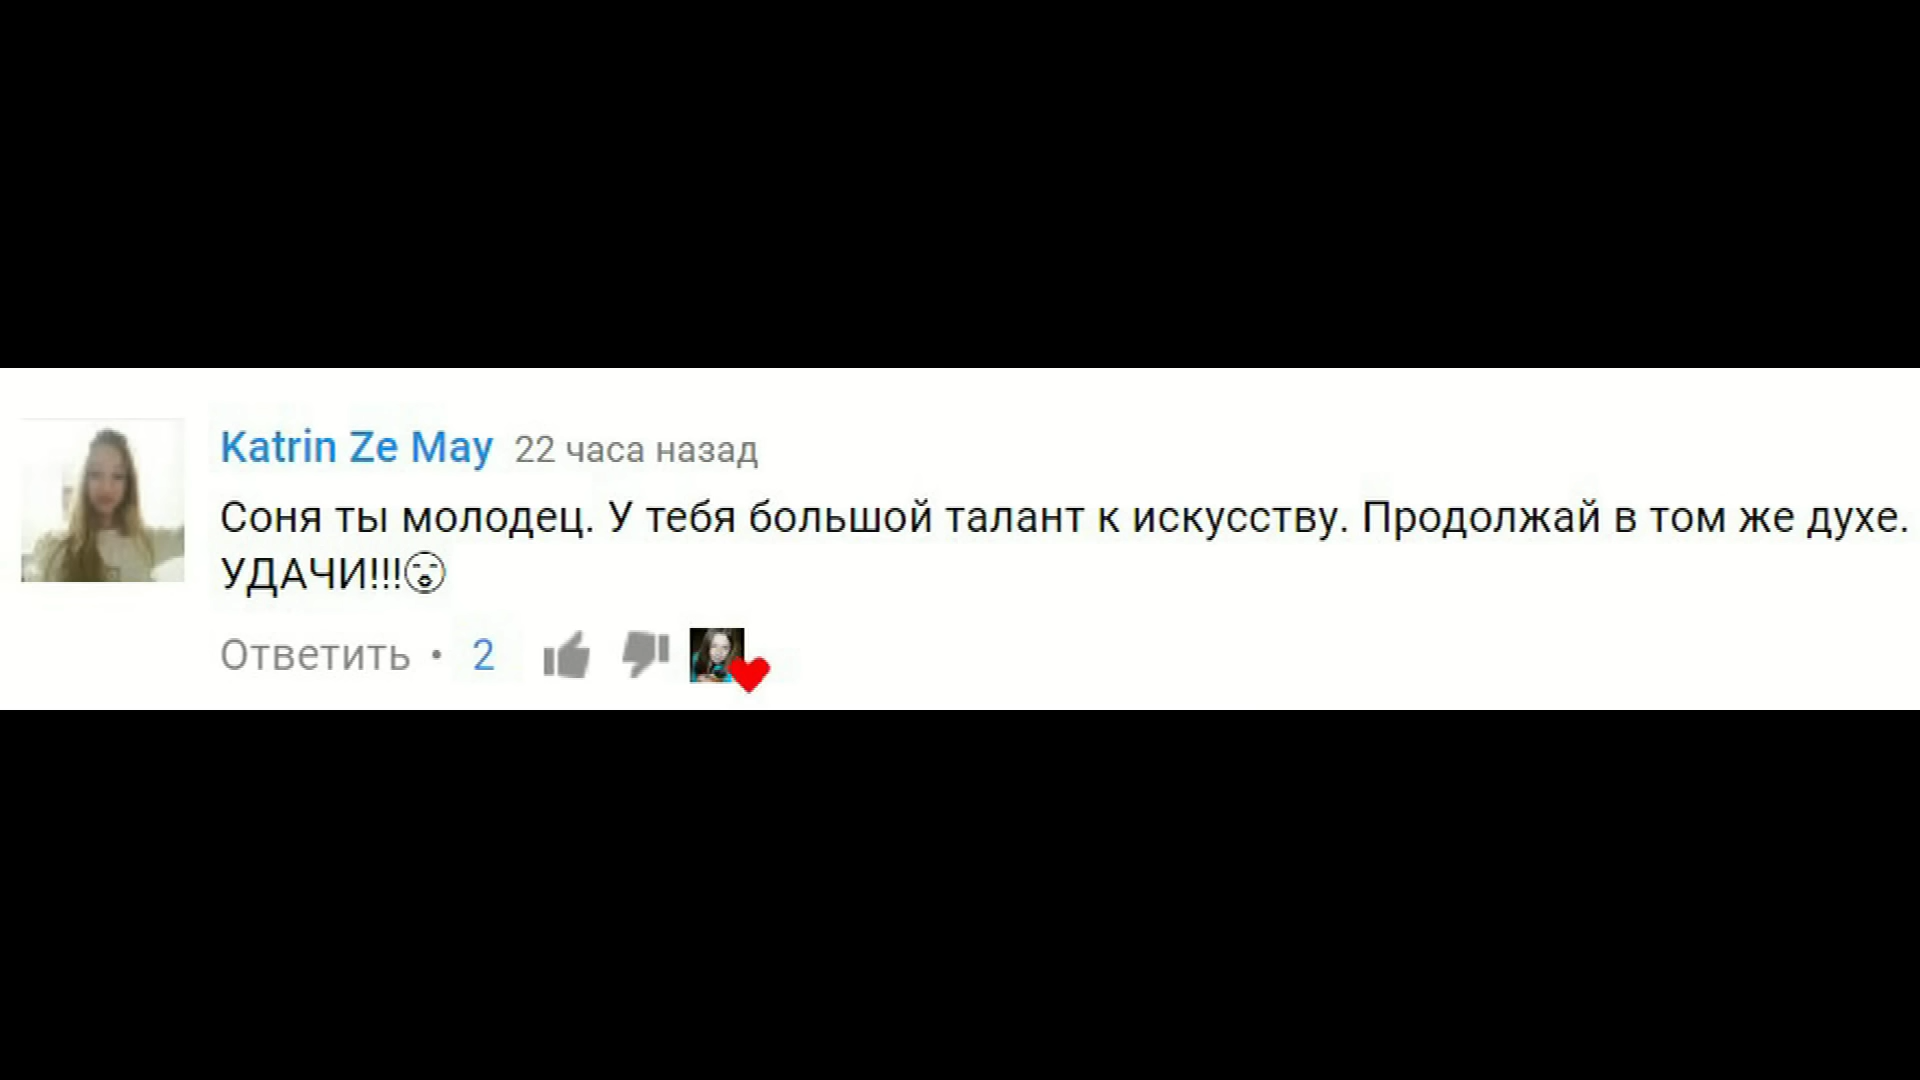 Katrin Ze May 22 часа назад
Соня ты молодец. У тебя большой талант к искусству. Продолжай в том же духе.
УДАЧИ!!!😚
Ответить • 2